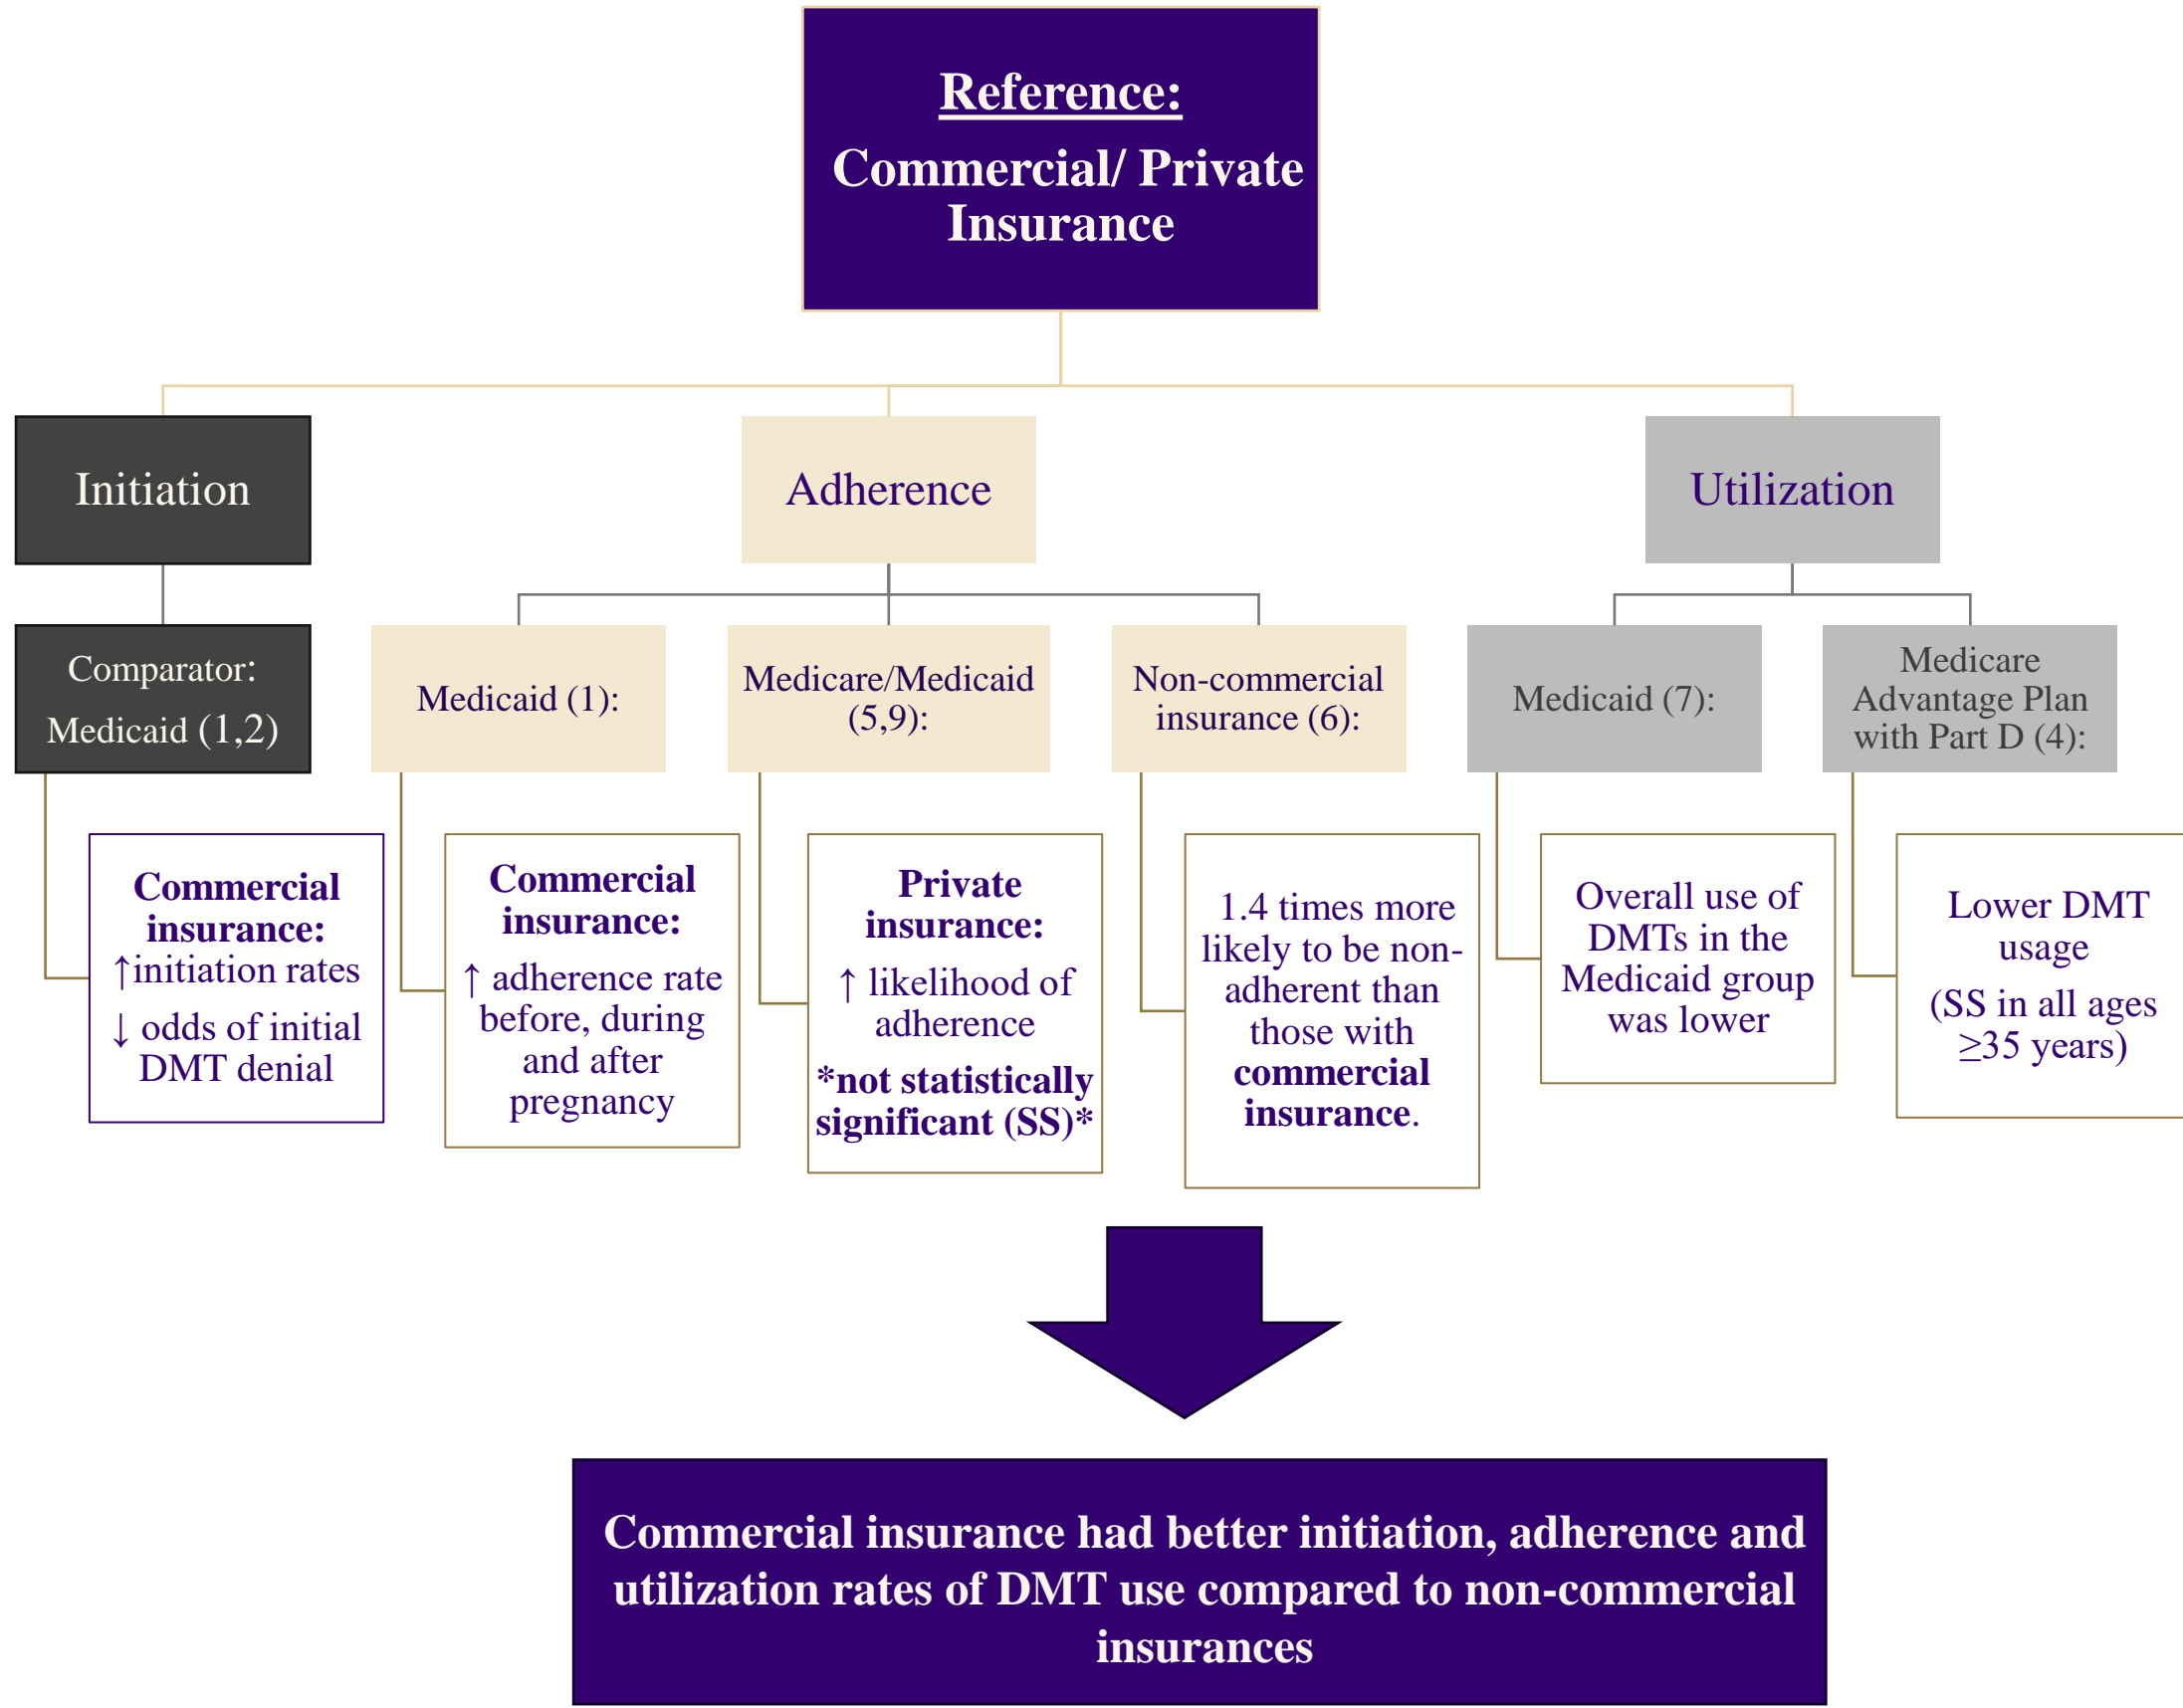 Reference:
Commercial/ Private
Insurance
Initiation
Adherence
Utilization
Comparator:
Medicaid (1,2)
Medicaid (1):
Medicare/Medicaid
(5,9):
Non-commercial
insurance (6):
Medicaid (7):
Medicare
Advantage Plan
with Part D (4):
Commercial
insurance:
↑initiation rates
↓ odds of initial
DMT denial
Commercial
insurance:
↑ adherence rate
before, during
and after
pregnancy
Private
insurance:
↑ likelihood of
adherence
*not statistically
significant (SS)*
1.4 times more
likely to be non-
adherent than
those with
commercial
insurance.
Overall use of
DMTs in the
Medicaid group
was lower
Lower DMT
usage
(SS in all ages
≥35 years)
Commercial insurance had better initiation, adherence and
utilization rates of DMT use compared to non-commercial
insurances